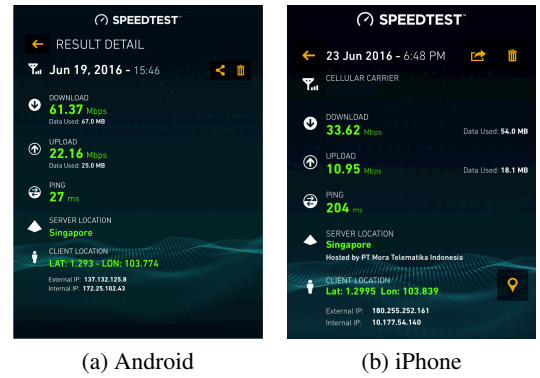 SPEEDTEST
RESULT DETAIL
Jun 19, 2016 - 15:46
DOWNLOAD
61.37 Mbps
Data Used: 67.0 MB
UPLOAD
22.16 Mbps
Data Used: 25.0 MB
PING
27 ms
SERVER LOCATION
Singapore
CLIENT LOCATION
LAT: 1.293 - LON: 103.774
External IP: 137.132.125.8
Internal IP: 172.25.102.43
(a) Android
SPEEDTEST
23 Jun 2016 - 6:48 PM
CELLULAR CARRIER
DOWNLOAD
33.62 Mbps Data Used: 54.0 MB
UPLOAD
10.95 Mbps Data Used: 18.1 MB
PING
204 ms
SERVER LOCATION
Singapore
Hosted by PT Mora Telematika Indonesia
CLIENT LOCATION
Lat: 1.2995 Lon: 103.839
External IP: 180.255.252.161
Internal IP: 10.177.54.140
(b) iPhone